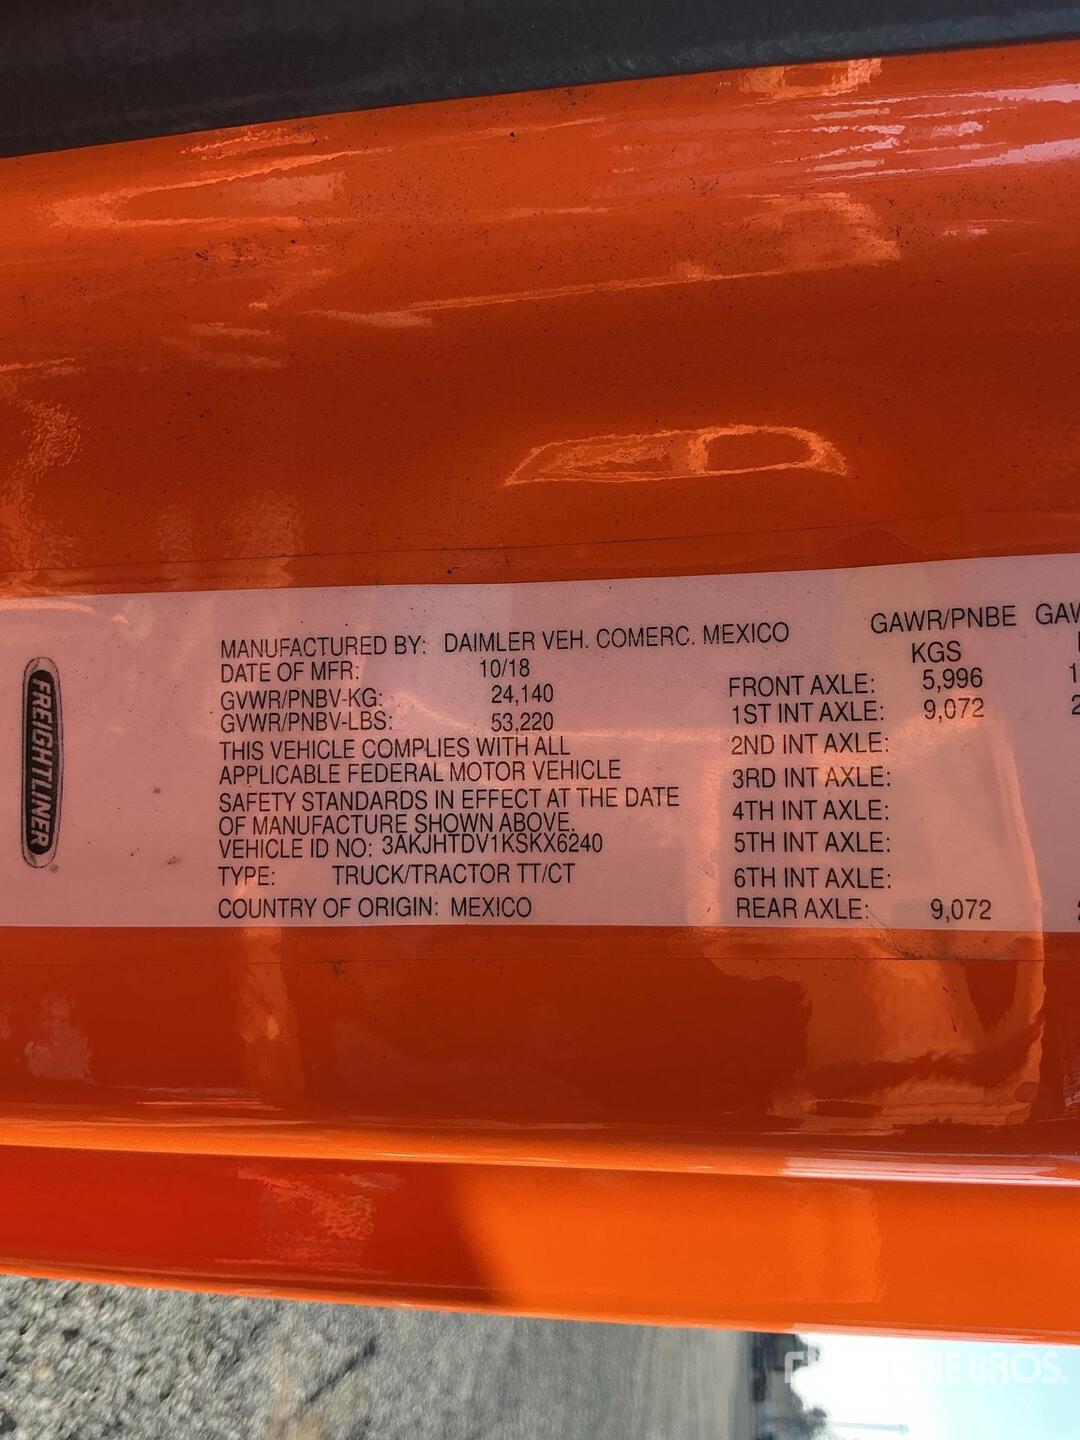 FREIGHTLINER
MANUFACTURED BY: DAIMLER VEH. COMERC. MEXICO
DATE OF MFR: 10/18
GVWR/PNBV-KG: 24,140
GVWR/PNBV-LBS: 53,220
THIS VEHICLE COMPLIES WITH ALL
APPLICABLE FEDERAL MOTOR VEHICLE
SAFETY STANDARDS IN EFFECT AT THE DATE
OF MANUFACTURE SHOWN ABOVE.
VEHICLE ID NO: 3AKJHTDV1KSKX6240
TYPE: TRUCK/TRACTOR TT/CT
COUNTRY OF ORIGIN: MEXICO
GAWR/PNBE
KGS
FRONT AXLE: 5,996
1ST INT AXLE: 9,072
2ND INT AXLE:
3RD INT AXLE:
4TH INT AXLE:
5TH INT AXLE:
6TH INT AXLE:
REAR AXLE: 9,072
BROS.